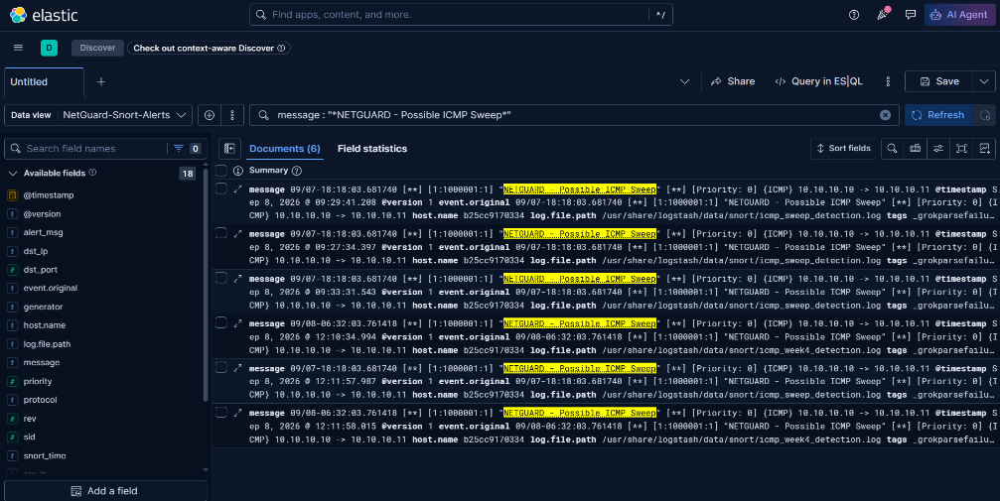 elastic
Find apps, content, and more.
^/
AI Agent
D
Discover
Check out context-aware Discover
Untitled
Share
Query in ES|QL
Save
Data view
NetGuard-Snort-Alerts
message : "*NETGUARD - Possible ICMP Sweep*"
Refresh
Search field names
0
Documents (6)
Field statistics
Sort fields
Available fields
18
Summary
@timestamp
@version
alert_msg
dst_ip
dst_port
event.original
generator
host.name
log.file.path
message
priority
protocol
rev
sid
snort_time
Add a field
message 09/07-18:18:03.681740 [**] [1:1000001:1] "NETGUARD - Possible ICMP Sweep" [**] [Priority: 0] {ICMP} 10.10.10.10 -> 10.10.10.11 @timestamp S
ep 8, 2026 @ 09:29:41.208 @version 1 event.original 09/07-18:18:03.681740 [**] [1:1000001:1] "NETGUARD - Possible ICMP Sweep" [**] [Priority: 0] {I
CMP} 10.10.10.10 -> 10.10.10.11 host.name b25cc9170334 log.file.path /usr/share/logstash/data/snort/icmp_sweep_detection.log tags _grokparsefailu…
message 09/07-18:18:03.681740 [**] [1:1000001:1] "NETGUARD - Possible ICMP Sweep" [**] [Priority: 0] {ICMP} 10.10.10.10 -> 10.10.10.11 @timestamp S
ep 8, 2026 @ 09:27:34.397 @version 1 event.original 09/07-18:18:03.681740 [**] [1:1000001:1] "NETGUARD - Possible ICMP Sweep" [**] [Priority: 0] {I
CMP} 10.10.10.10 -> 10.10.10.11 host.name b25cc9170334 log.file.path /usr/share/logstash/data/snort/icmp_sweep_detection.log tags _grokparsefailu…
message 09/07-18:18:03.681740 [**] [1:1000001:1] "NETGUARD - Possible ICMP Sweep" [**] [Priority: 0] {ICMP} 10.10.10.10 -> 10.10.10.11 @timestamp S
ep 8, 2026 @ 09:33:31.543 @version 1 event.original 09/07-18:18:03.681740 [**] [1:1000001:1] "NETGUARD - Possible ICMP Sweep" [**] [Priority: 0] {I
CMP} 10.10.10.10 -> 10.10.10.11 host.name b25cc9170334 log.file.path /usr/share/logstash/data/snort/icmp_sweep_detection.log tags _grokparsefailu…
message 09/08-06:32:03.761418 [**] [1:1000001:1] "NETGUARD - Possible ICMP Sweep" [**] [Priority: 0] {ICMP} 10.10.10.10 -> 10.10.10.11 @timestamp S
ep 8, 2026 @ 12:10:34.994 @version 1 event.original 09/08-06:32:03.761418 [**] [1:1000001:1] "NETGUARD - Possible ICMP Sweep" [**] [Priority: 0] {I
CMP} 10.10.10.10 -> 10.10.10.11 host.name b25cc9170334 log.file.path /usr/share/logstash/data/snort/icmp_week4_detection.log tags _grokparsefailu…
message 09/07-18:18:03.681740 [**] [1:1000001:1] "NETGUARD - Possible ICMP Sweep" [**] [Priority: 0] {ICMP} 10.10.10.10 -> 10.10.10.11 @timestamp S
ep 8, 2026 @ 12:11:57.987 @version 1 event.original 09/07-18:18:03.681740 [**] [1:1000001:1] "NETGUARD - Possible ICMP Sweep" [**] [Priority: 0] {I
CMP} 10.10.10.10 -> 10.10.10.11 host.name b25cc9170334 log.file.path /usr/share/logstash/data/snort/icmp_sweep_detection.log tags _grokparsefailu…
message 09/08-06:32:03.761418 [**] [1:1000001:1] "NETGUARD - Possible ICMP Sweep" [**] [Priority: 0] {ICMP} 10.10.10.10 -> 10.10.10.11 @timestamp S
ep 8, 2026 @ 12:11:58.015 @version 1 event.original 09/08-06:32:03.761418 [**] [1:1000001:1] "NETGUARD - Possible ICMP Sweep" [**] [Priority: 0] {I
CMP} 10.10.10.10 -> 10.10.10.11 host.name b25cc9170334 log.file.path /usr/share/logstash/data/snort/icmp_week4_detection.log tags _grokparsefailu…